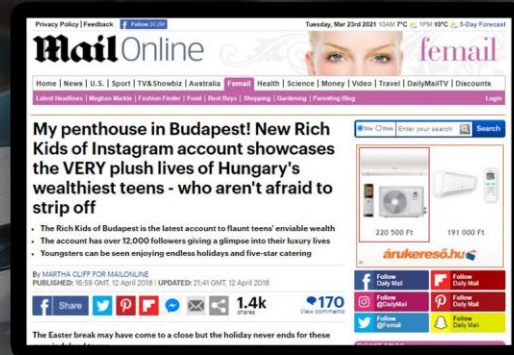 Privacy Policy | Feedback
Tuesday, Mar 23rd 2021 10AM 7°C 1PM 10°C 5-Day Forecast
Mail Online
femail
Home | News | U.S. | Sport | TV&Showbiz | Australia | Femail | Health | Science | Money | Video | Travel | DailyMailTV | Discounts
Latest Headlines | Meghan Markle | Fashion Finder | Food | Best Buys | Shopping | Gardening | Parenting Blog
Login
My penthouse in Budapest! New Rich
Kids of Instagram account showcases
the VERY plush lives of Hungary's
wealthiest teens - who aren't afraid to
strip off
• The Rich Kids of Budapest is the latest account to flaunt teens' enviable wealth
• The account has over 12,000 followers giving a glimpse into their luxury lives
• Youngsters can be seen enjoying endless holidays and five-star catering
By MARTHA CLIFF FOR MAILONLINE
PUBLISHED: 16:59 GMT, 12 April 2018 | UPDATED: 21:41 GMT, 12 April 2018
Share
1.4k
shares
170
View comments
The Easter break may have come to a close but the holiday never ends for these
Site Web Enter your search Search
220 500 Ft
191 000 Ft
árukereső.hu
Follow
Daily Mail
Follow
Daily Mail
Follow
@DailyMail
Follow
Daily Mail
Follow
@Femail
Follow
Daily Mail